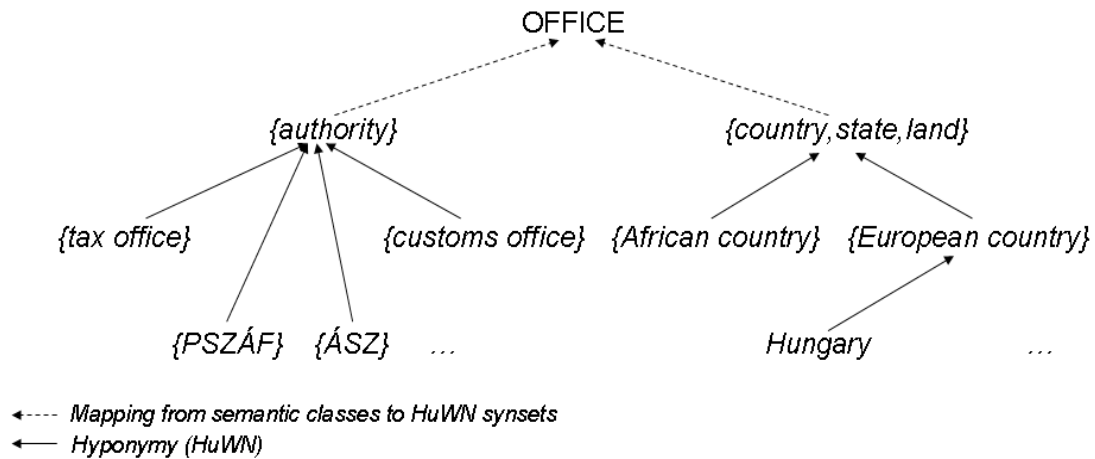 OFFICE
{authority} {country,state,land}
{tax office} {customs office} {African country} {European country}
{PSZÁF} {ÁSZ} ... Hungary ...
Mapping from semantic classes to HuWN synsets
Hyponymy (HuWN)